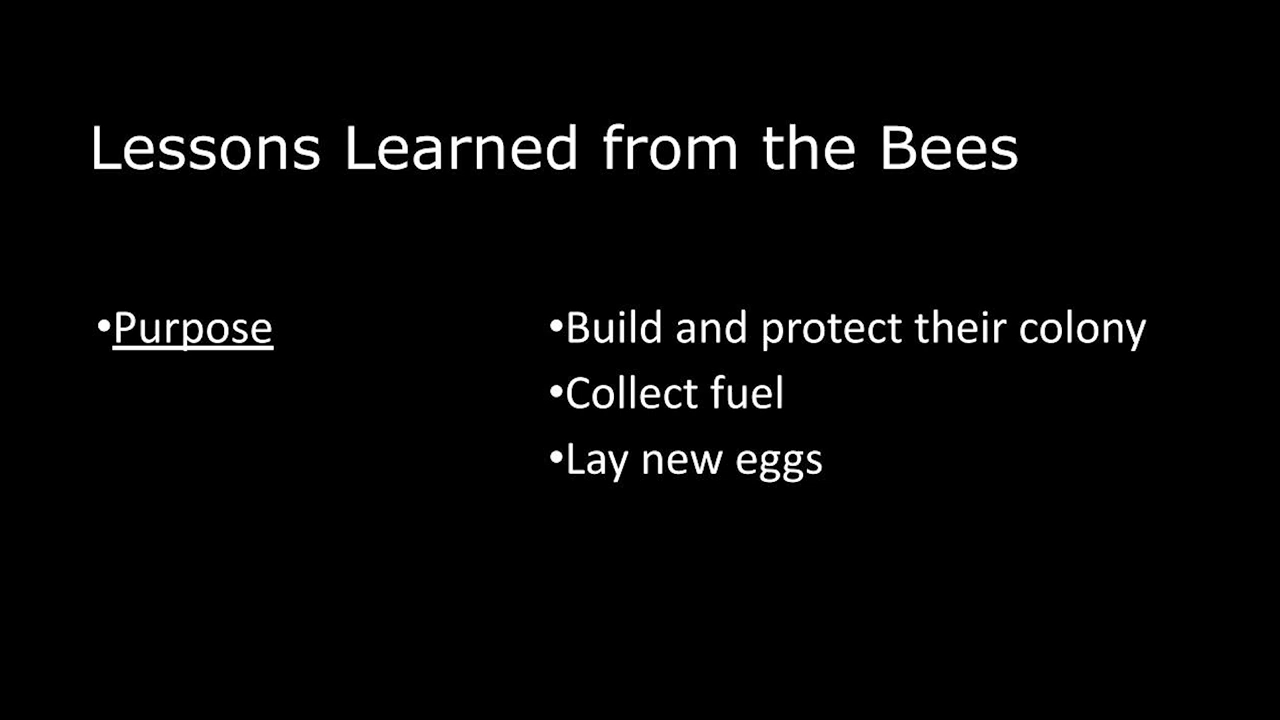 Lessons Learned from the Bees
•Purpose
•Build and protect their colony
•Collect fuel
•Lay new eggs